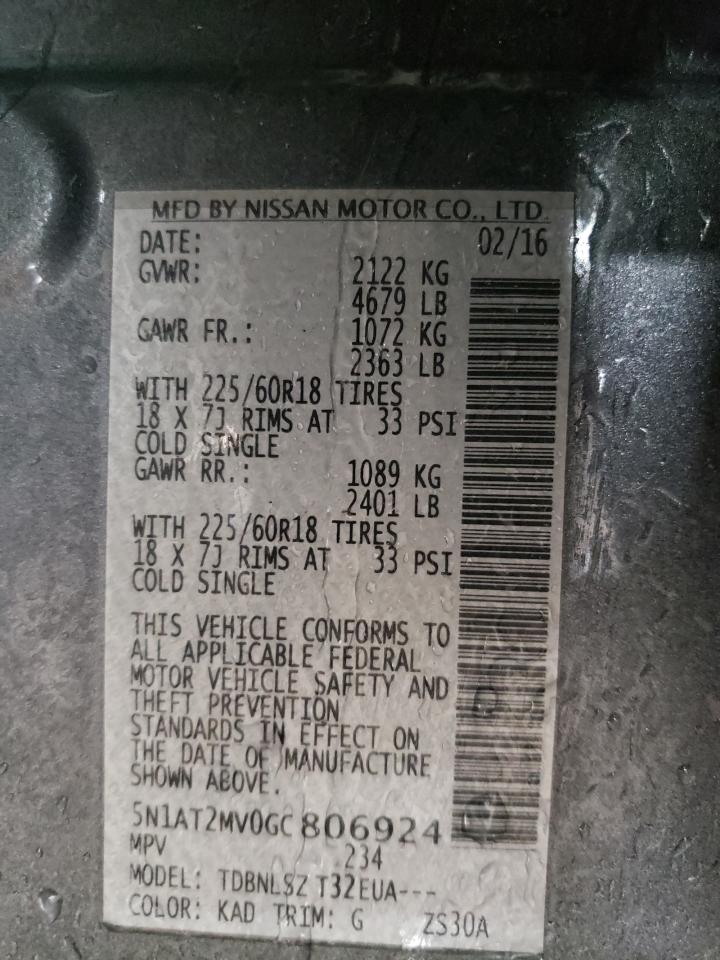 MFD BY NISSAN MOTOR CO., LTD.
DATE: 02/16
GVWR: 2122 KG
4679 LB
GAWR FR.: 1072 KG
2363 LB
WITH 225/60R18 TIRES
18 X 7J RIMS AT 33 PSI
COLD SINGLE
GAWR RR.: 1089 KG
2401 LB
WITH 225/60R18 TIRES
18 X 7J RIMS AT 33 PSI
COLD SINGLE
THIS VEHICLE CONFORMS TO
ALL APPLICABLE FEDERAL
MOTOR VEHICLE SAFETY AND
THEFT PREVENTION
STANDARDS IN EFFECT ON
THE DATE OF MANUFACTURE
SHOWN ABOVE.
5N1AT2MV0GC806924
MPV 234
MODEL: TDBNLSZ T32EUA---
COLOR: KAD TRIM: G ZS30A